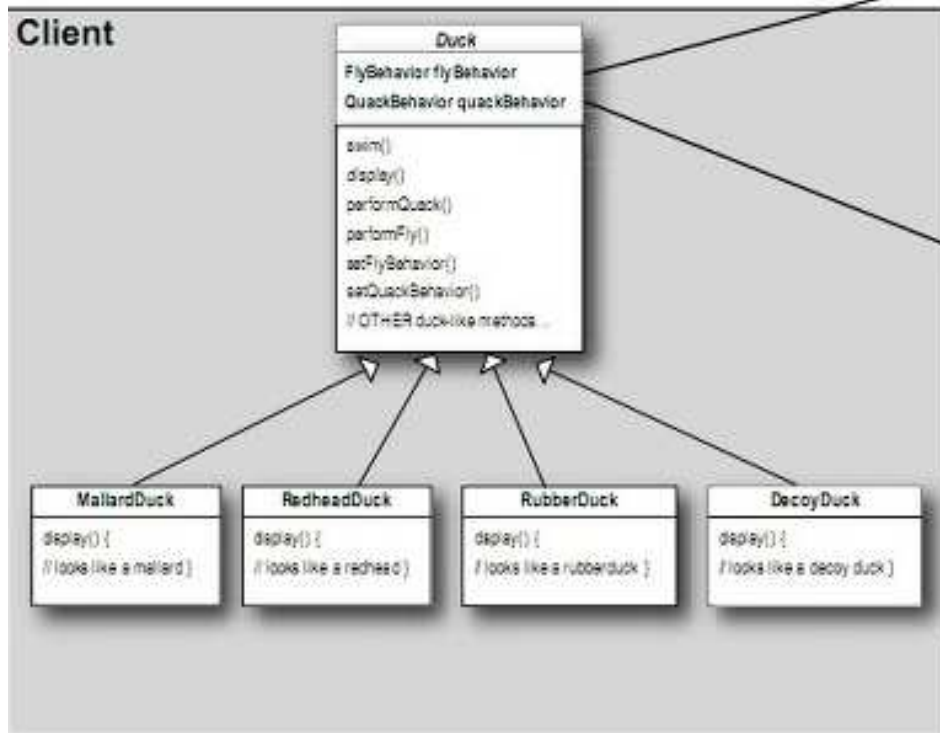 Client
Duck
FlyBehavior flyBehavior
QuackBehavior quackBehavior
swim()
display()
performQuack()
performFly()
setFlyBehavior()
setQuackBehavior()
// OTHER duck-like methods...
MallardDuck
display() {
// looks like a mallard }
RedheadDuck
display() {
// looks like a redhead }
RubberDuck
display() {
// looks like a rubberduck }
DecoyDuck
display() {
// looks like a decoy duck }